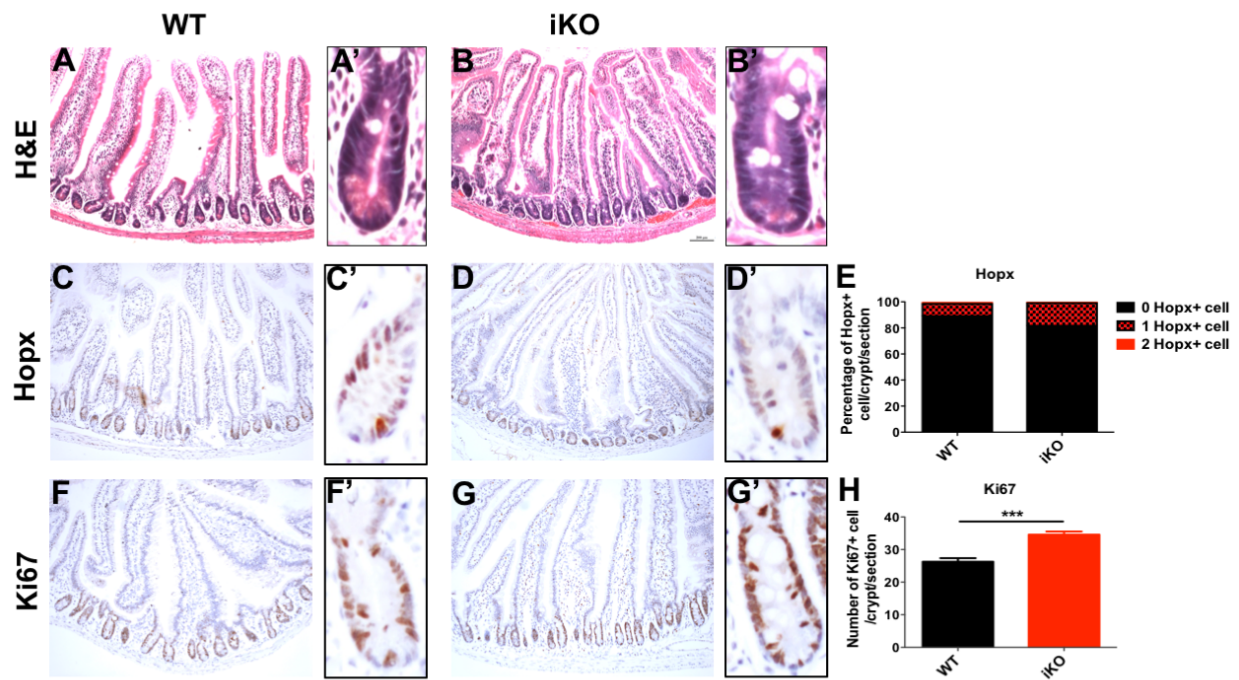 WT
iKO
H&E
A
A’
B
B’
Hopx
C
C’
D
D’
E
Hopx
Percentage of Hopx+
cell/crypt/section
100
80
60
40
20
0
WT
iKO
0 Hopx+ cell
1 Hopx+ cell
2 Hopx+ cell
Ki67
F
F’
G
G’
H
Ki67
***
Number of Ki67+ cell
/crypt/section
40
30
20
10
0
WT
iKO